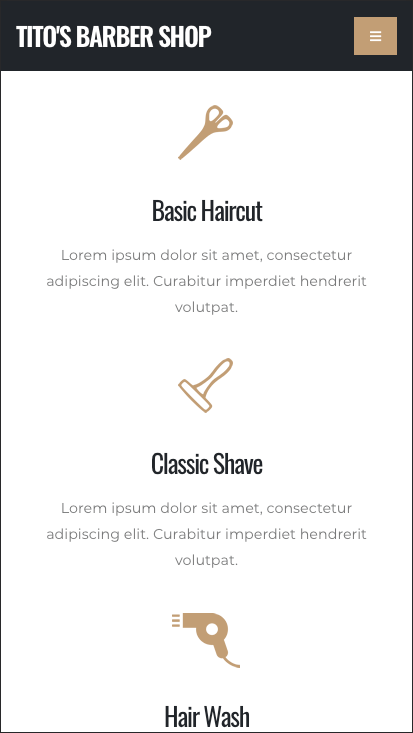 TITO'S BARBER SHOP
Basic Haircut
Lorem ipsum dolor sit amet, consectetur
adipiscing elit. Curabitur imperdiet hendrerit
volutpat.
Classic Shave
Lorem ipsum dolor sit amet, consectetur
adipiscing elit. Curabitur imperdiet hendrerit
volutpat.
Hair Wash